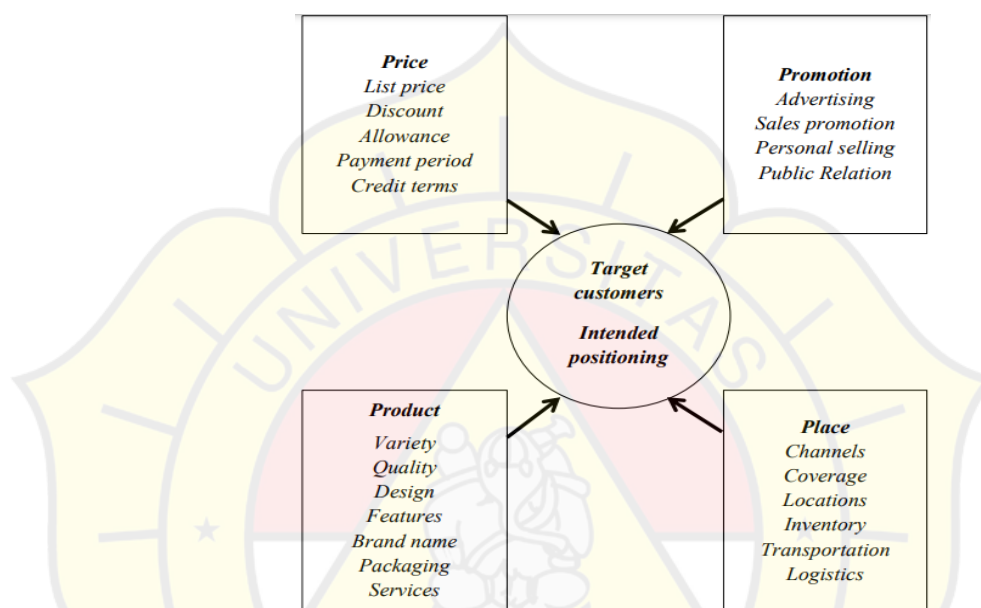 Price
List price
Discount
Allowance
Payment period
Credit terms
Promotion
Advertising
Sales promotion
Personal selling
Public Relation
Target
customers
Intended
positioning
Product
Variety
Quality
Design
Features
Brand name
Packaging
Services
Place
Channels
Coverage
Locations
Inventory
Transportation
Logistics
UNIVERSITAS